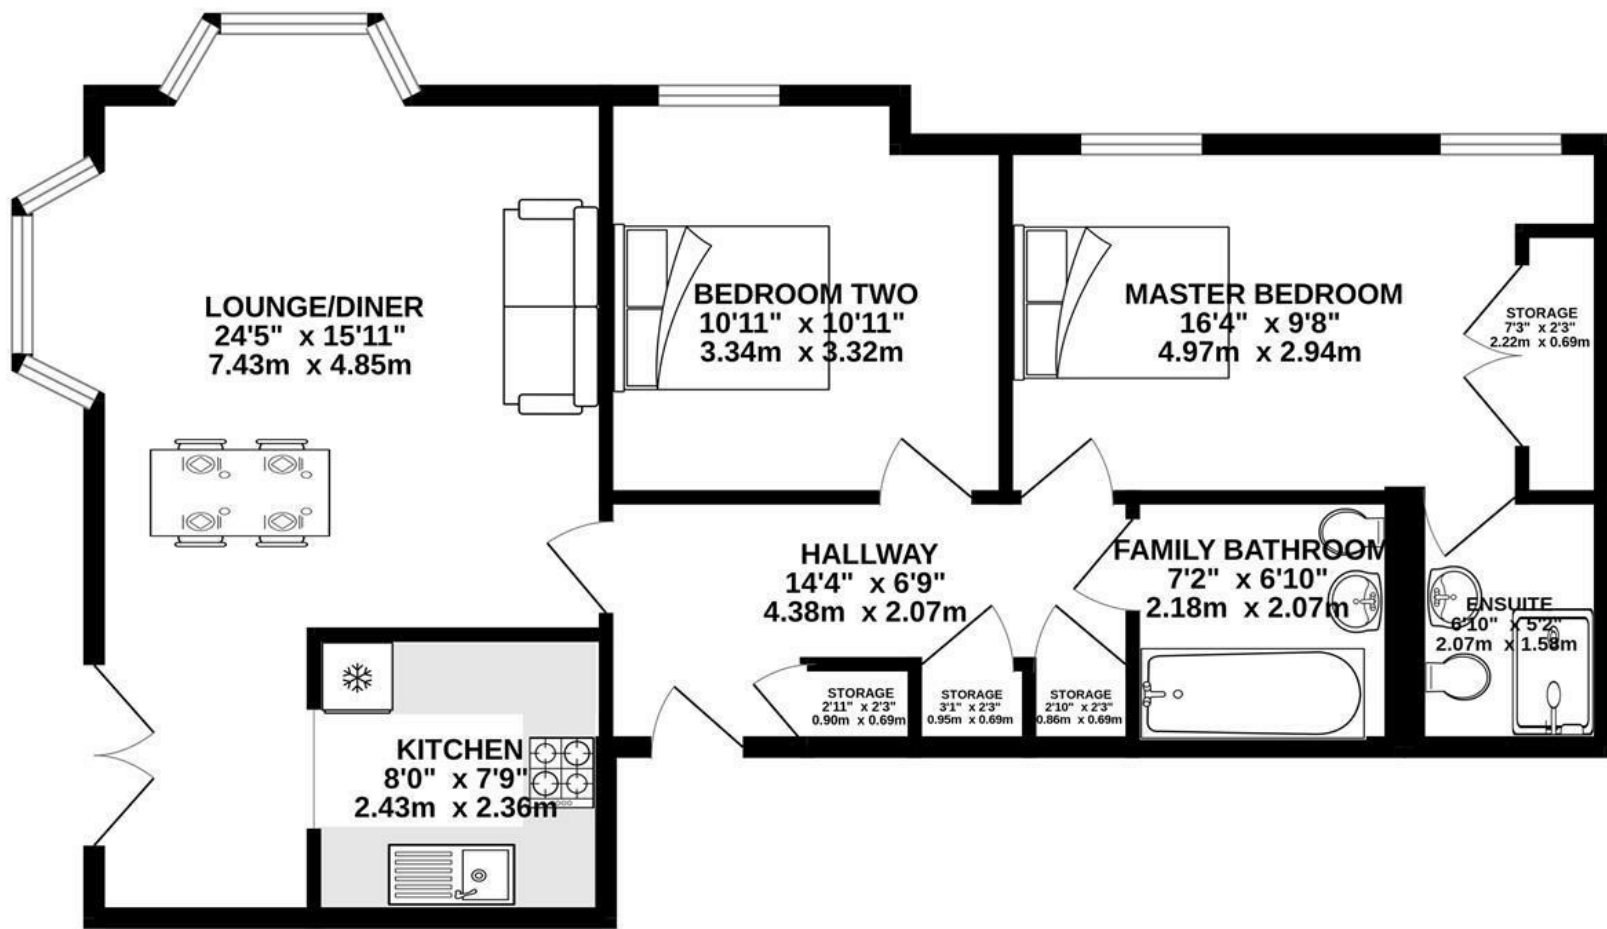 LOUNGE/DINER
24'5" x 15'11"
7.43m x 4.85m
BEDROOM TWO
10'11" x 10'11"
3.34m x 3.32m
MASTER BEDROOM
16'4" x 9'8"
4.97m x 2.94m
STORAGE
7'3" x 2'3"
2.22m x 0.69m
HALLWAY
14'4" x 6'9"
4.38m x 2.07m
FAMILY BATHROOM
7'2" x 6'10"
2.18m x 2.07m
ENSUITE
6'10" x 5'2"
2.07m x 1.58m
STORAGE
2'11" x 2'3"
0.90m x 0.69m
STORAGE
3'1" x 2'3"
0.95m x 0.69m
STORAGE
2'10" x 2'3"
0.86m x 0.69m
KITCHEN
8'0" x 7'9"
2.43m x 2.36m